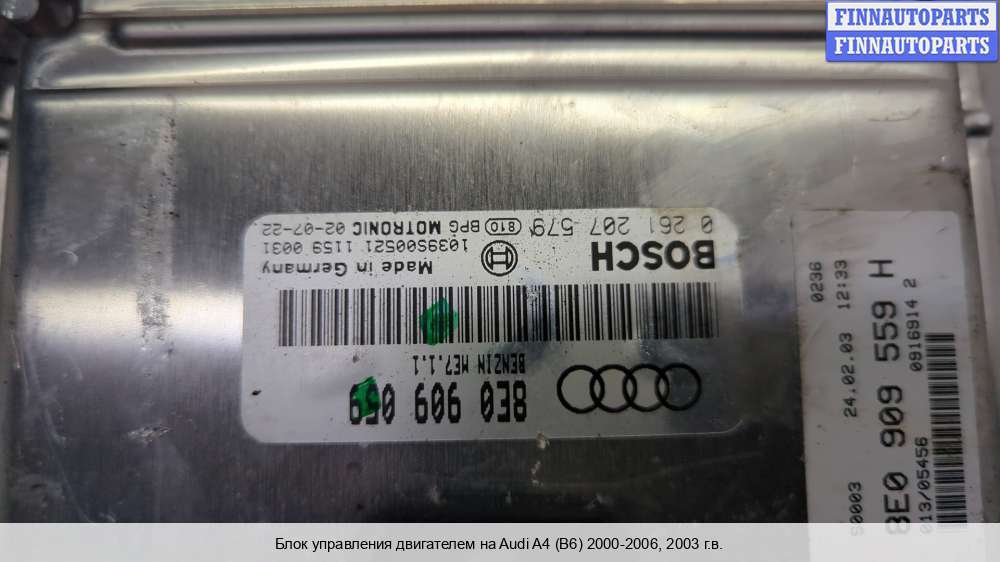 FINNAUTOPARTS
FINNAUTOPARTS
0 261 207 579 810 BPG MOTRONIC 02-07-22
1039S00521 1159 0031
BOSCH Made in Germany
BENZIN ME7.1.1
8E0 909 059
S0003 24.02.03 12:33 0236
8E0 909 559 H
013/05456 0916914 2
Блок управления двигателем на Audi A4 (B6) 2000-2006, 2003 г.в.